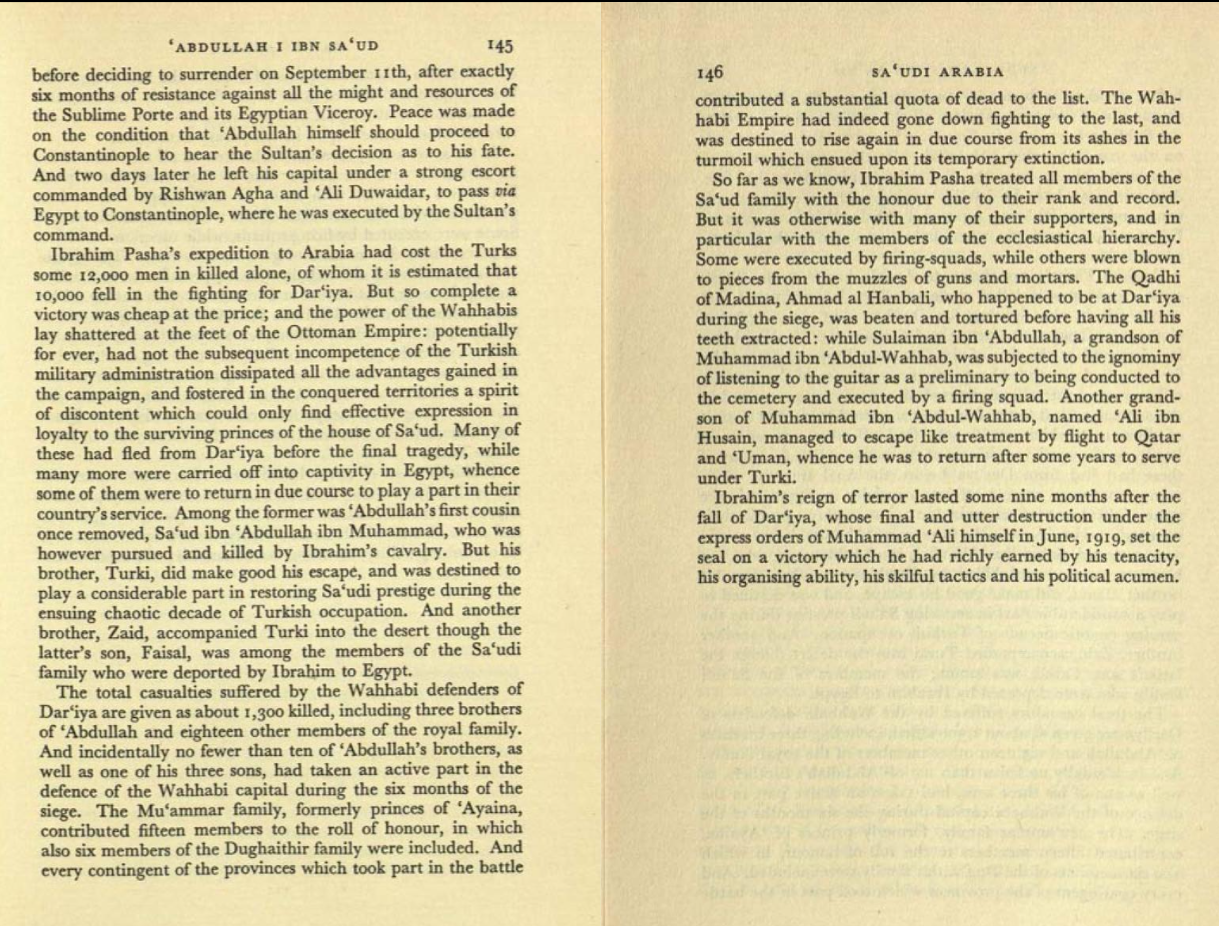 ‘ABDULLAH I IBN SA‘UD 145
before deciding to surrender on September 11th, after exactly
six months of resistance against all the might and resources of
the Sublime Porte and its Egyptian Viceroy. Peace was made
on the condition that ‘Abdullah himself should proceed to
Constantinople to hear the Sultan's decision as to his fate.
And two days later he left his capital under a strong escort
commanded by Rishwan Agha and ‘Ali Duwaidar, to pass via
Egypt to Constantinople, where he was executed by the Sultan's
command.
Ibrahim Pasha's expedition to Arabia had cost the Turks
some 12,000 men in killed alone, of whom it is estimated that
10,000 fell in the fighting for Dar‘iya. But so complete a
victory was cheap at the price; and the power of the Wahhabis
lay shattered at the feet of the Ottoman Empire: potentially
for ever, had not the subsequent incompetence of the Turkish
military administration dissipated all the advantages gained in
the campaign, and fostered in the conquered territories a spirit
of discontent which could only find effective expression in
loyalty to the surviving princes of the house of Sa‘ud. Many of
these had fled from Dar‘iya before the final tragedy, while
many more were carried off into captivity in Egypt, whence
some of them were to return in due course to play a part in their
country's service. Among the former was ‘Abdullah's first cousin
once removed, Sa‘ud ibn ‘Abdullah ibn Muhammad, who was
however pursued and killed by Ibrahim's cavalry. But his
brother, Turki, did make good his escape, and was destined to
play a considerable part in restoring Sa‘udi prestige during the
ensuing chaotic decade of Turkish occupation. And another
brother, Zaid, accompanied Turki into the desert though the
latter's son, Faisal, was among the members of the Sa‘udi
family who were deported by Ibrahim to Egypt.
The total casualties suffered by the Wahhabi defenders of
Dar‘iya are given as about 1,300 killed, including three brothers
of ‘Abdullah and eighteen other members of the royal family.
And incidentally no fewer than ten of ‘Abdullah's brothers, as
well as one of his three sons, had taken an active part in the
defence of the Wahhabi capital during the six months of the
siege. The Mu‘ammar family, formerly princes of ‘Ayaina,
contributed fifteen members to the roll of honour, in which
also six members of the Dughaithir family were included. And
every contingent of the provinces which took part in the battle
146 SA‘UDI ARABIA
contributed a substantial quota of dead to the list. The Wah-
habi Empire had indeed gone down fighting to the last, and
was destined to rise again in due course from its ashes in the
turmoil which ensued upon its temporary extinction.
So far as we know, Ibrahim Pasha treated all members of the
Sa‘ud family with the honour due to their rank and record.
But it was otherwise with many of their supporters, and in
particular with the members of the ecclesiastical hierarchy.
Some were executed by firing-squads, while others were blown
to pieces from the muzzles of guns and mortars. The Qadhi
of Madina, Ahmad al Hanbali, who happened to be at Dar‘iya
during the siege, was beaten and tortured before having all his
teeth extracted: while Sulaiman ibn ‘Abdullah, a grandson of
Muhammad ibn ‘Abdul-Wahhab, was subjected to the ignominy
of listening to the guitar as a preliminary to being conducted to
the cemetery and executed by a firing squad. Another grand-
son of Muhammad ibn ‘Abdul-Wahhab, named ‘Ali ibn
Husain, managed to escape like treatment by flight to Qatar
and ‘Uman, whence he was to return after some years to serve
under Turki.
Ibrahim's reign of terror lasted some nine months after the
fall of Dar‘iya, whose final and utter destruction under the
express orders of Muhammad ‘Ali himself in June, 1919, set the
seal on a victory which he had richly earned by his tenacity,
his organising ability, his skilful tactics and his political acumen.